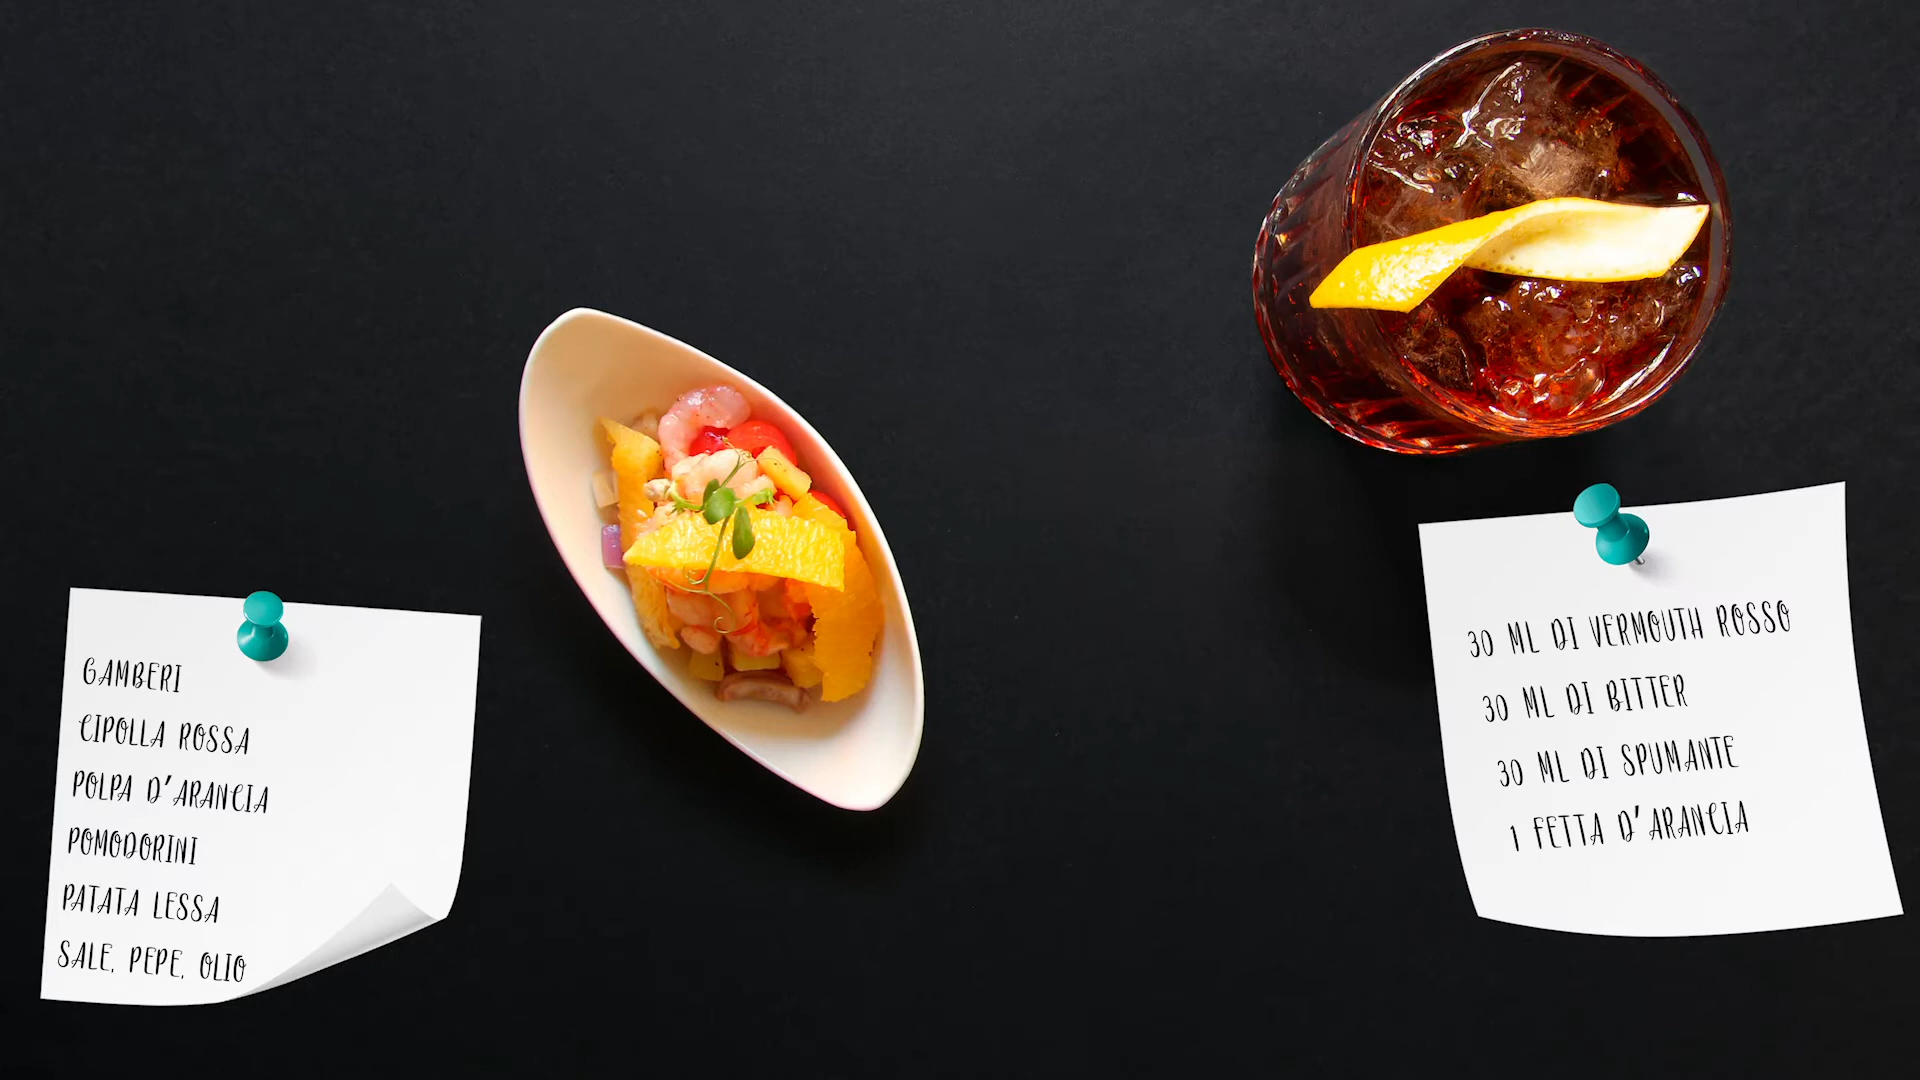 GAMBERI
CIPOLLA ROSSA
POLPA D'ARANCIA
POMODORINI
PATATA LESSA
SALE, PEPE, OLIO
30 ML DI VERMOUTH ROSSO
30 ML DI BITTER
30 ML DI SPUMANTE
1 FETTA D'ARANCIA